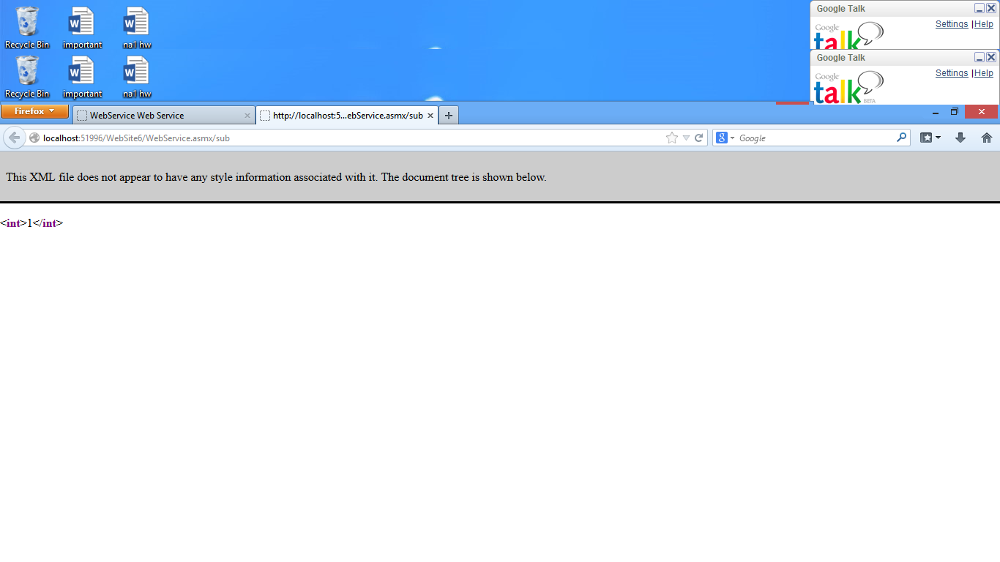 Recycle Bin important na1 hw
Google Talk
Settings | Help
Google
talk
Recycle Bin important na1 hw
Google Talk
Settings | Help
Google
talk BETA
Firefox
WebService Web Service
http://localhost:5...ebService.asmx/sub
localhost:51996/WebSite6/WebService.asmx/sub
Google
This XML file does not appear to have any style information associated with it. The document tree is shown below.
<int>1</int>